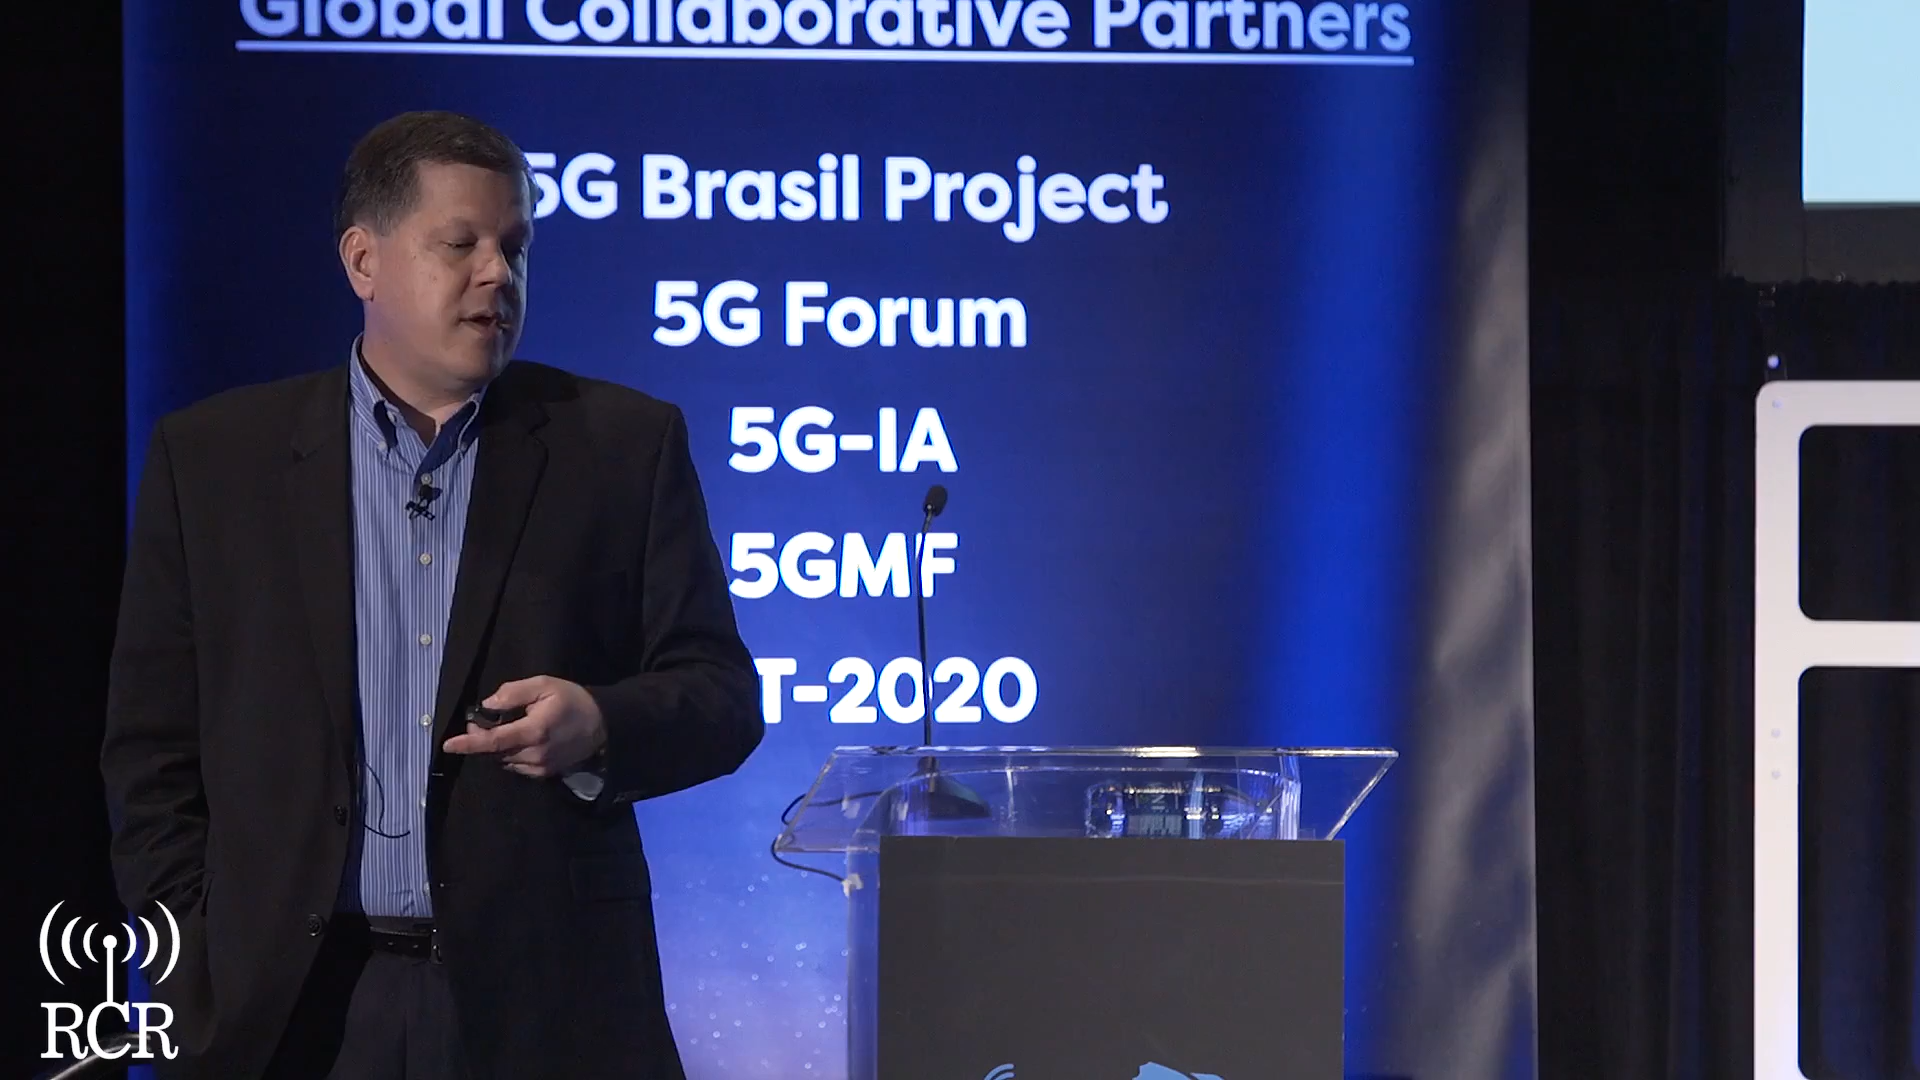 Global Collaborative Partners
5G Brasil Project
5G Forum
5G-IA
5GMF
T-2020
RCR